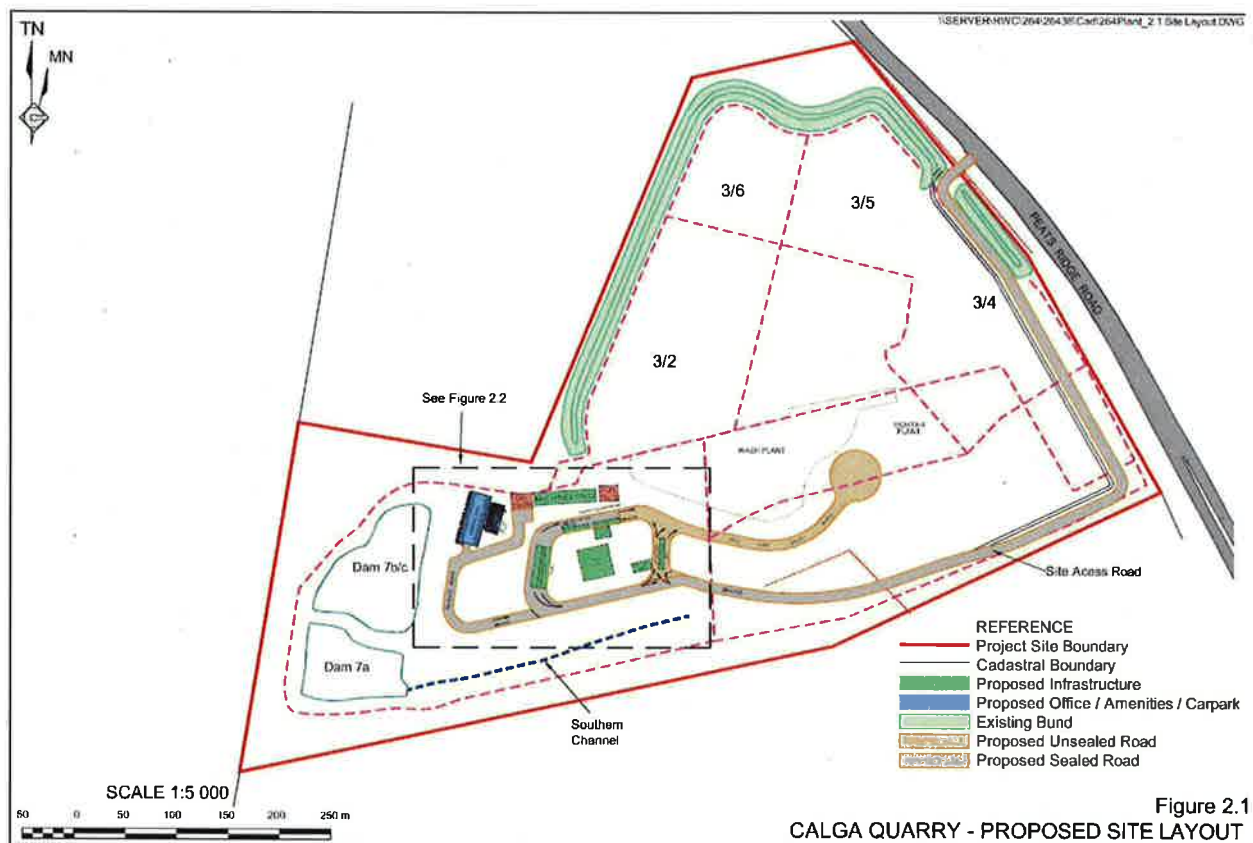 \\SERVER\RWC\264\26436\Cad\264Plant_2.1 Site Layout.DWG
TN
MN
3/6
3/5
PEATS RIDGE ROAD
3/4
3/2
See Figure 2.2
WASH PLANT
PLANT
Dam 7b/c
Site Acess Road
Dam 7a
Southern
Channel
REFERENCE
Project Site Boundary
Cadastral Boundary
Proposed Infrastructure
Proposed Office / Amenities / Carpark
Existing Bund
Proposed Unsealed Road
Proposed Sealed Road
SCALE 1:5 000
50 0 50 100 150 200 250 m
Figure 2.1
CALGA QUARRY - PROPOSED SITE LAYOUT